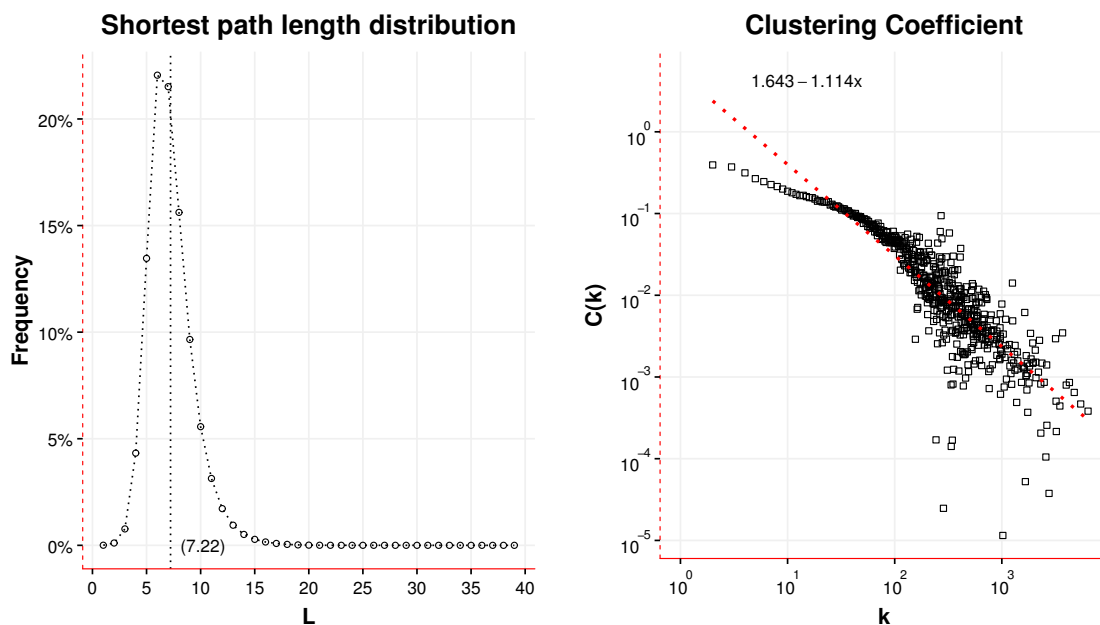 Shortest path length distribution
Frequency
20%
15%
10%
5%
0%
(7.22)
0 5 10 15 20 25 30 35 40
L
Clustering Coefficient
C(k)
1.643 − 1.114x
10^0
10^−1
10^−2
10^−3
10^−4
10^−5
10^0 10^1 10^2 10^3
k